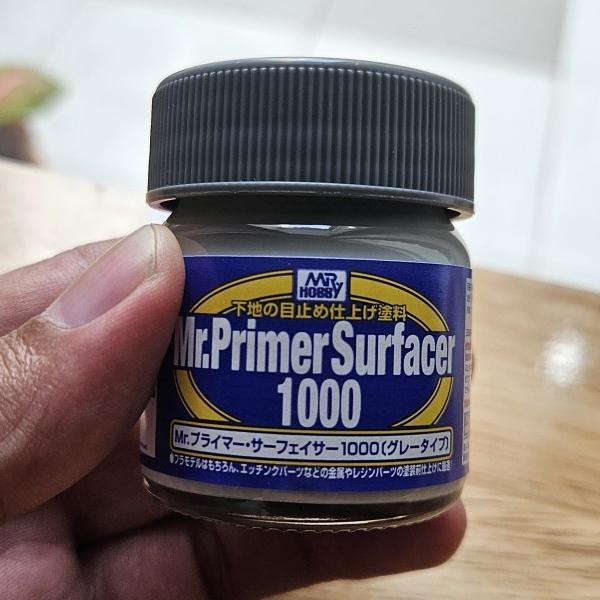 MR.
HOBBY
下地の目止め仕上げ塗料
Mr.Primer Surfacer
1000
Mr.プライマー・サーフェイサー1000〔グレータイプ〕
●プラモデルはもちろん、エッチングパーツなどの金属やレジンパーツの塗装前仕上げに最適!